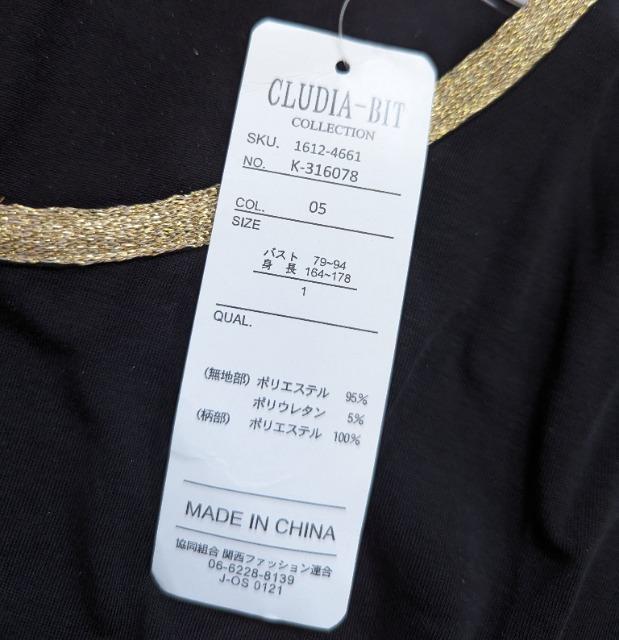 CLUDIA-BIT
COLLECTION
SKU. 1612-4661
NO. K-316078
COL. 05
SIZE
バスト 79~94
身長 164~178
1
QUAL.
(無地部) ポリエステル 95%
ポリウレタン 5%
(柄部) ポリエステル 100%
MADE IN CHINA
協同組合 関西ファッション連合
06-6228-8139
J-OS 0121